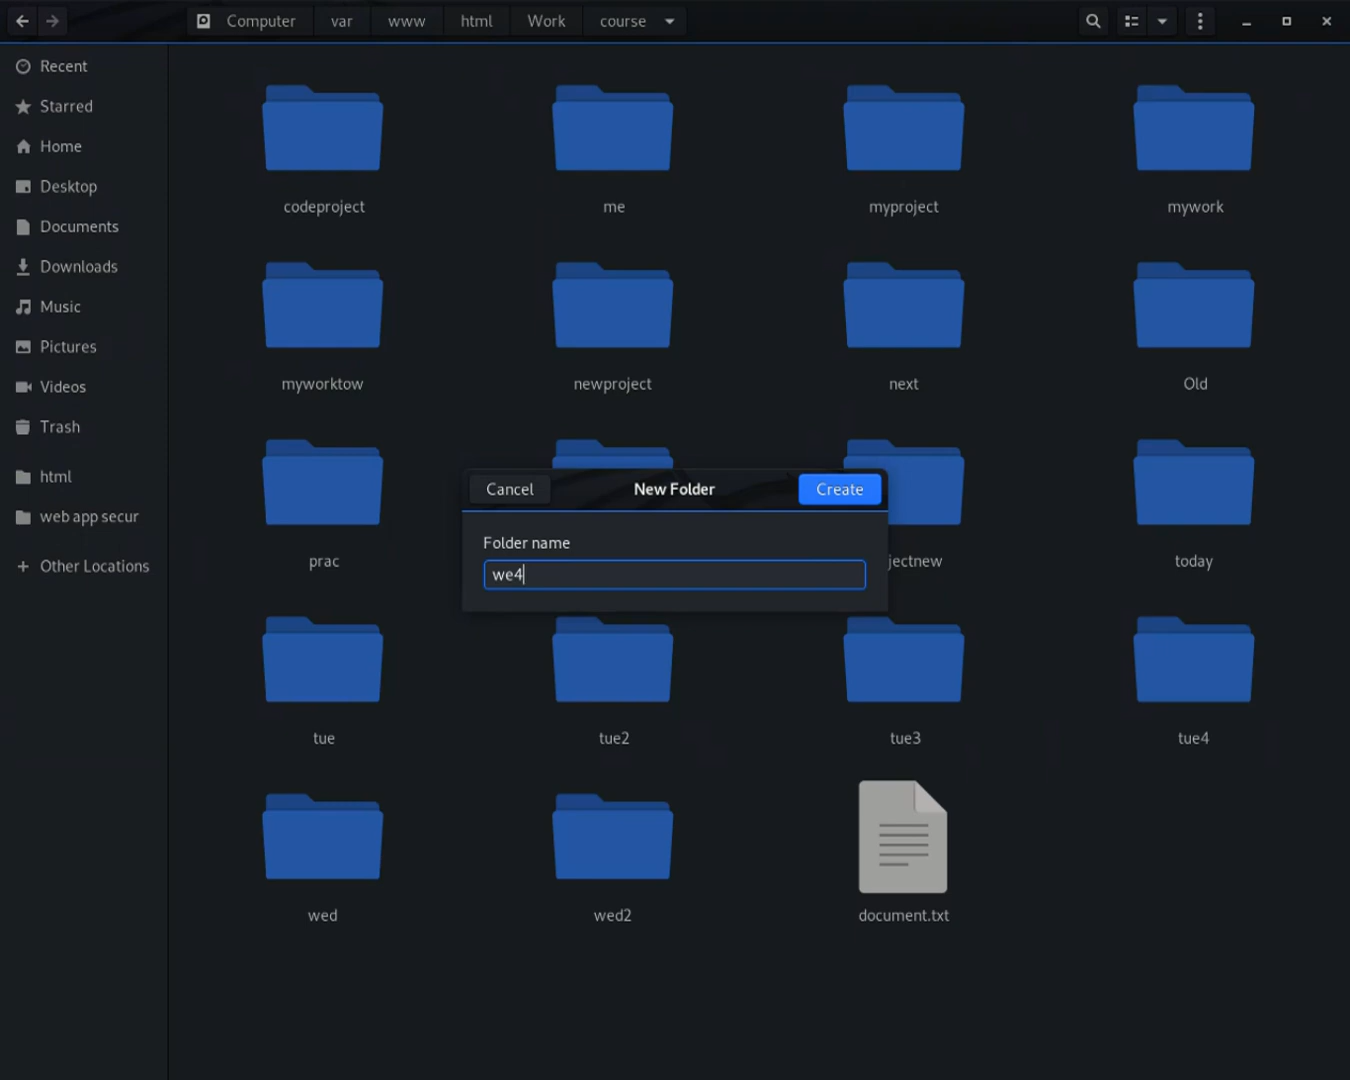 Computer var www html Work course
Recent
Starred
Home
Desktop
Documents
Downloads
Music
Pictures
Videos
Trash
html
web app secur
Other Locations
codeproject me myproject mywork
myworktow newproject next Old
Cancel New Folder Create
Folder name
we4
prac jectnew today
tue tue2 tue3 tue4
wed wed2 document.txt